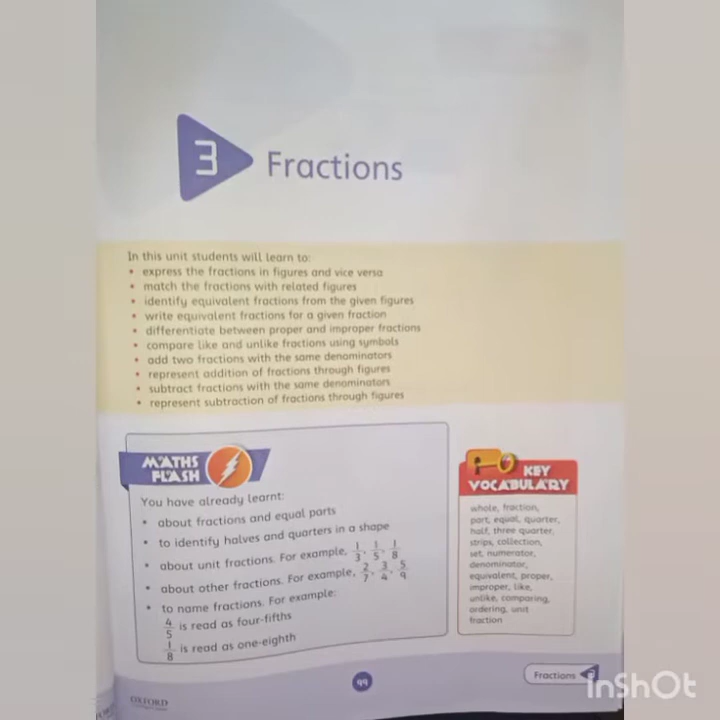 3 Fractions
In this unit students will learn to:
• express the fractions in figures and vice versa
• match the fractions with related figures
• identify equivalent fractions from the given figures
• write equivalent fractions for a given fraction
• differentiate between proper and improper fractions
• compare like and unlike fractions using symbols
• add two fractions with the same denominators
• represent addition of fractions through figures
• subtract fractions with the same denominators
• represent subtraction of fractions through figures
MATHS
FLASH
You have already learnt:
• about fractions and equal parts
• to identify halves and quarters in a shape
• about unit fractions. For example, 1/3, 1/5, 1/8
• about other fractions. For example, 2/7, 3/4, 5/9
• to name fractions. For example:
4/5 is read as four-fifths
1/8 is read as one-eighth
KEY
VOCABULARY
whole, fraction,
part, equal, quarter,
half, three quarter,
strips, collection,
set, numerator,
denominator,
equivalent, proper,
improper, like,
unlike, comparing,
ordering, unit
fraction
99
Fractions
OXFORD
InShOt